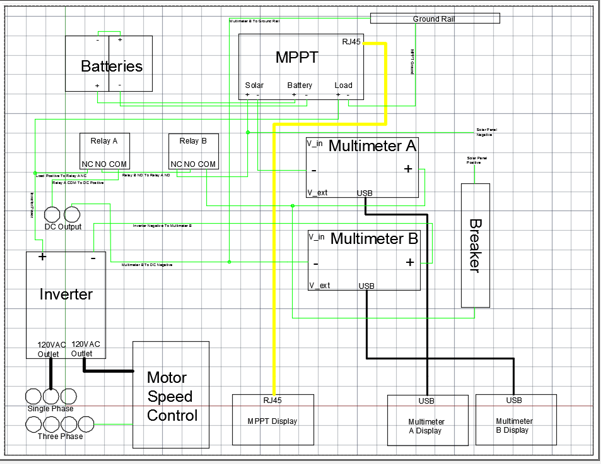 Multimeter B To Ground Rail
Ground Rail
RJ45
Batteries
- +
+ -
MPPT
Solar Battery Load
+ - + - + -
MPPT Ground
Solar Panel
Negative
Relay A
NC NO COM
Relay B
NC NO COM
V_in
Multimeter A
- +
V_ext
USB
Solar Panel
Positive
Load Positive To Relay A NC
Relay B NO To Relay A NO
Relay A COM To DC Positive
DC Output
Inverter Negative To Multimeter B
Multimeter B To DC Negative
V_in
Multimeter B
- +
V_ext
USB
Breaker
+ -
Inverter
120VAC
Outlet
120VAC
Outlet
Motor
Speed
Control
Single Phase
Three Phase
RJ45
MPPT Display
USB
Multimeter
A Display
USB
Multimeter
B Display